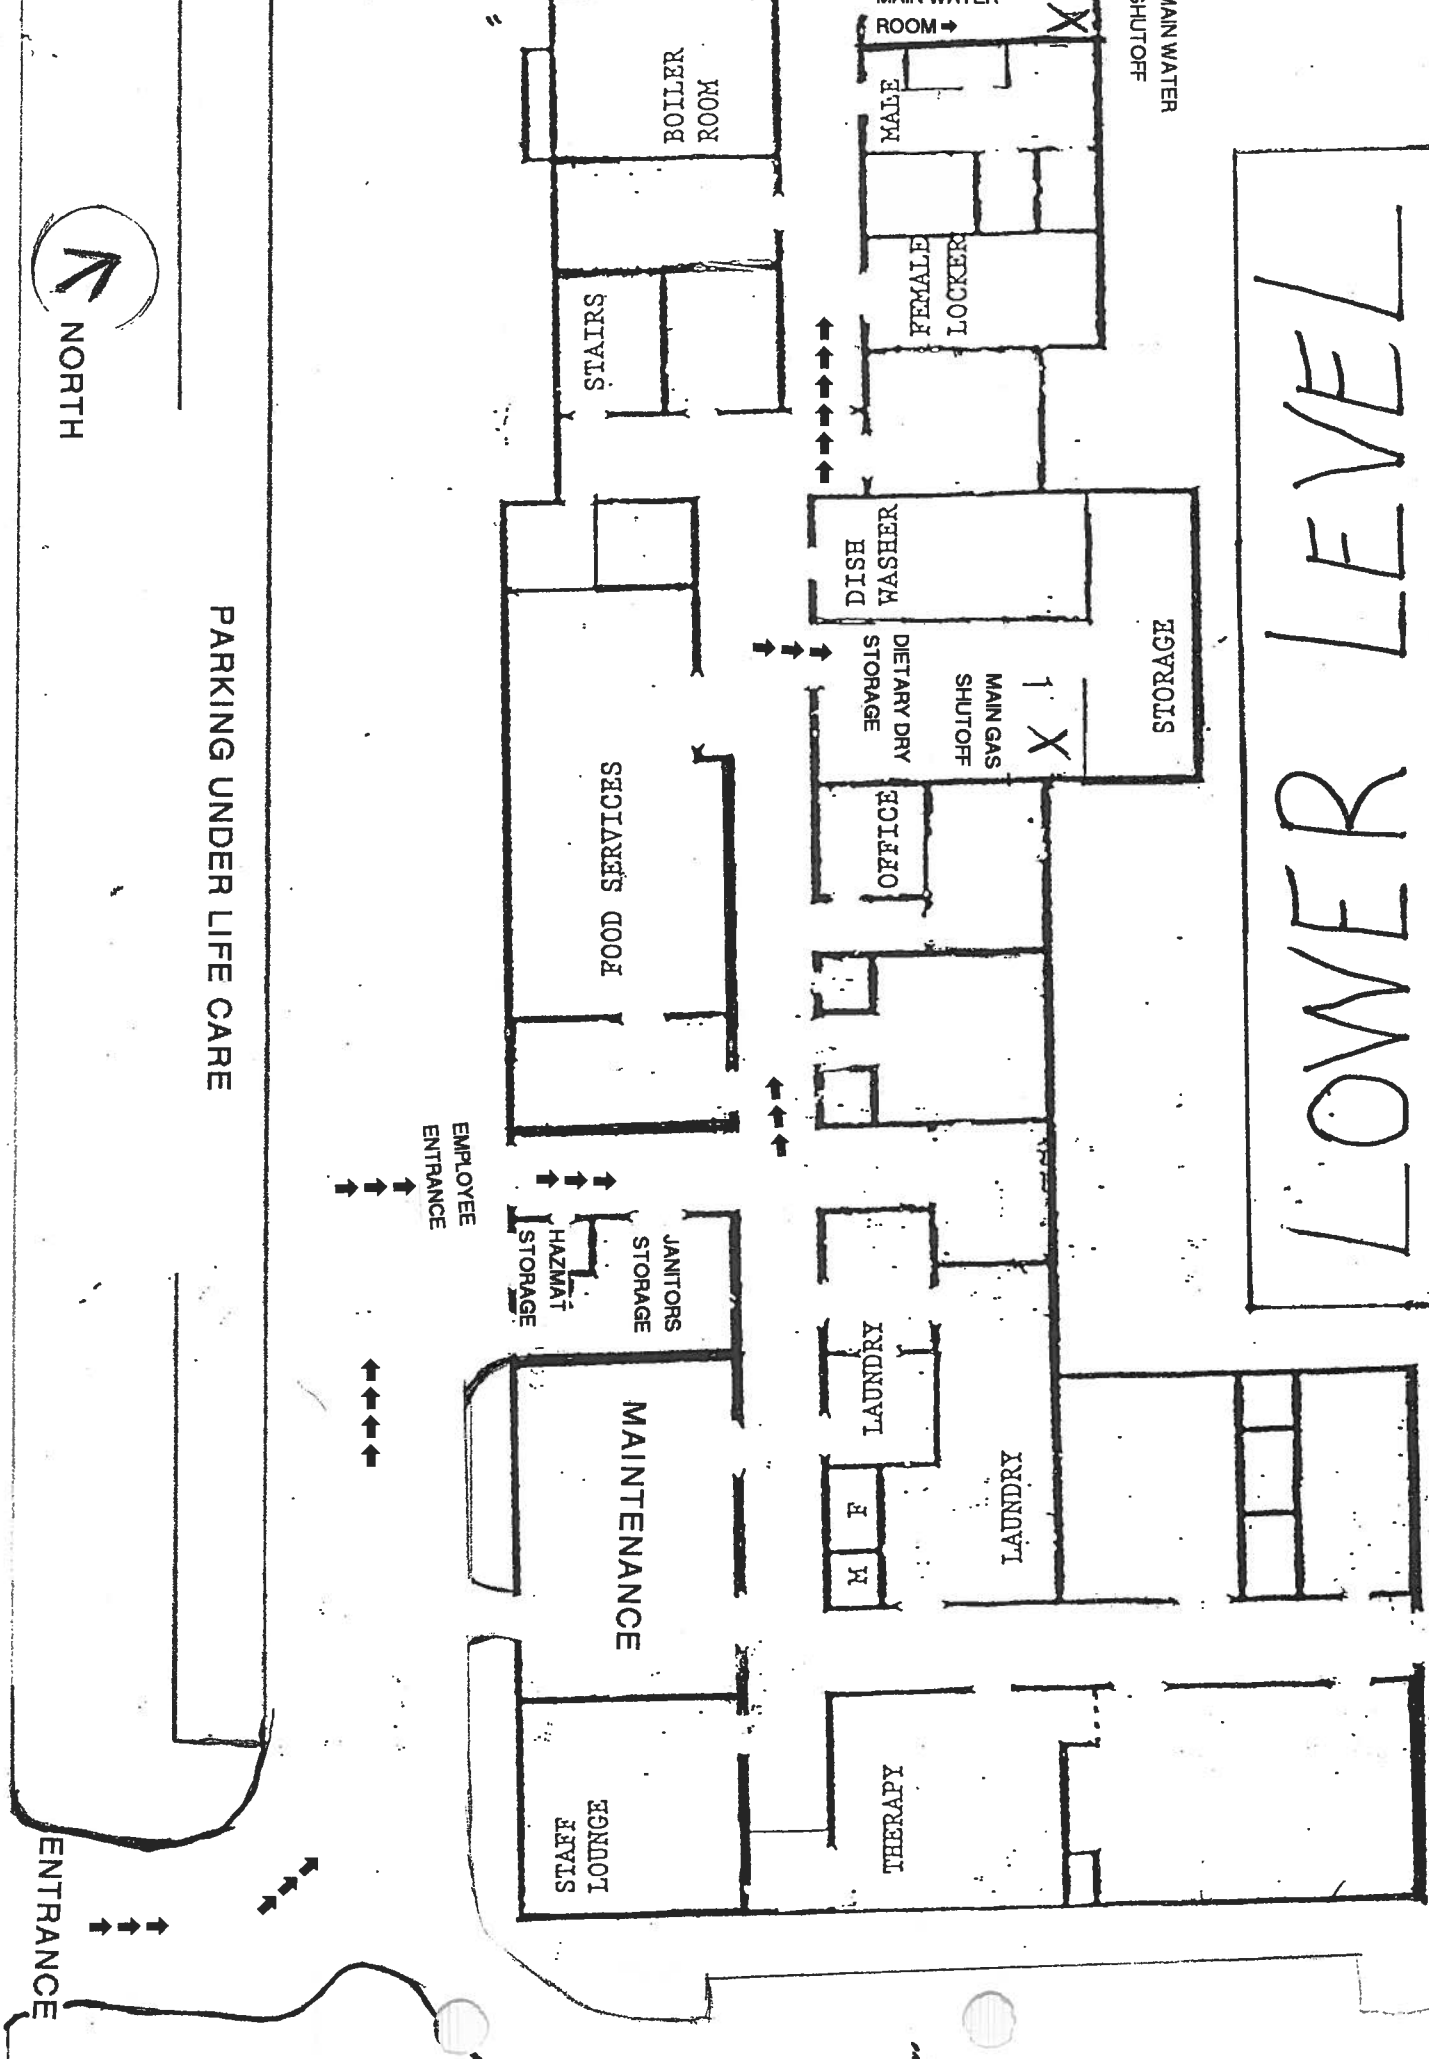 MAIN WATER
ROOM
MAIN WATER
SHUTOFF
BOILER
ROOM
MALE
FEMALE
LOCKER
STAIRS
NORTH
LOWER LEVEL
DISH
WASHER
STORAGE
DIETARY DRY
STORAGE
MAIN GAS
SHUTOFF
X
X
OFFICE
FOOD SERVICES
PARKING UNDER LIFE CARE
EMPLOYEE
ENTRANCE
HAZMAT
STORAGE
JANITORS
STORAGE
LAUNDRY
LAUNDRY
F
M
MAINTENANCE
STAFF
LOUNGE
THERAPY
ENTRANCE